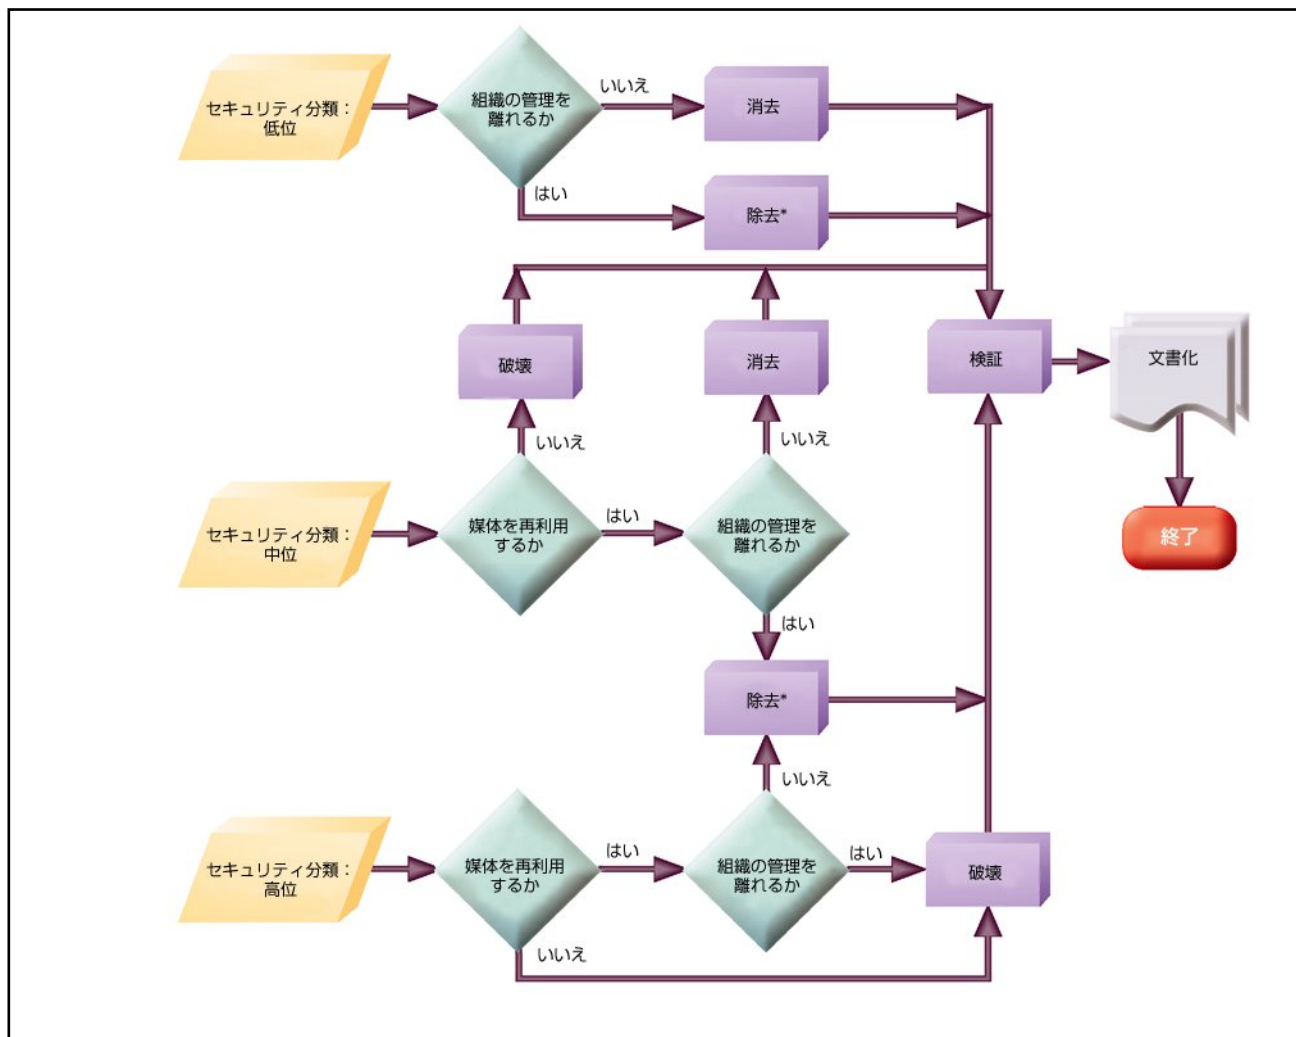 セキュリティ分類：
低位
組織の管理を
離れるか
いいえ
消去
はい
除去*
破壊
消去
検証
文書化
いいえ
いいえ
セキュリティ分類：
中位
媒体を再利用
するか
はい
組織の管理を
離れるか
終了
はい
除去*
いいえ
セキュリティ分類：
高位
媒体を再利用
するか
はい
組織の管理を
離れるか
はい
破壊
いいえ